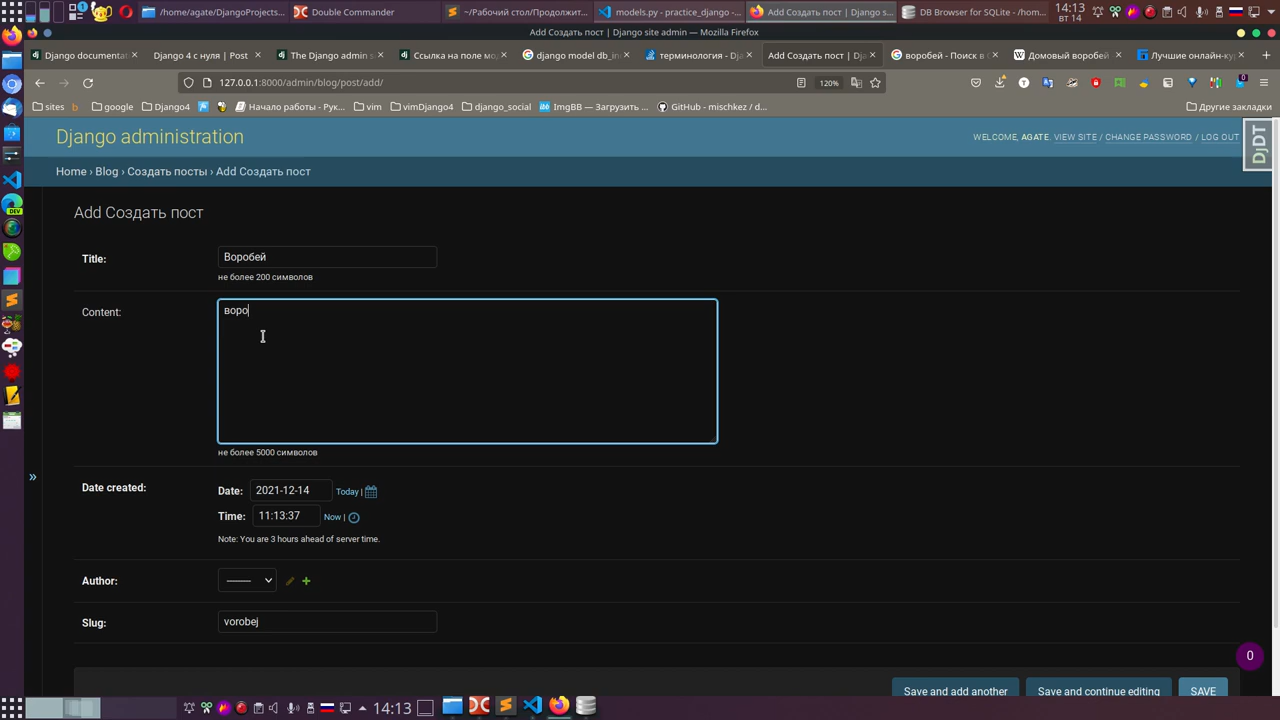 /home/agate/DjangoProjects...
Double Commander
~/Рабочий стол/Продолжит...
models.py - practice_django -...
Add Создать пост | Django s...
DB Browser for SQLite - /hom...
14:13
вт 14
Add Создать пост | Django site admin — Mozilla Firefox
Django documentat
Django 4 с нуля | Post
The Django admin s
Ссылка на поле мо
django model db_in
терминология - Dj
Add Создать пост | Dj
воробей - Поиск в G
Домовый воробей
Лучшие онлайн-кур
127.0.0.1:8000/admin/blog/post/add/
120%
sites
google
Django4
Начало работы - Рук...
vim
vimDjango4
django_social
ImgBB — Загрузить ...
GitHub - mischkez / d...
Другие закладки
Django administration
WELCOME, AGATE. VIEW SITE / CHANGE PASSWORD / LOG OUT
DjDT
Home › Blog › Создать посты › Add Создать пост
Add Создать пост
Title:
Воробей
не более 200 символов
Content:
воро
не более 5000 символов
Date created:
Date: 2021-12-14 Today |
Time: 11:13:37 Now |
Note: You are 3 hours ahead of server time.
Author:
Slug:
vorobej
0
Save and add another
Save and continue editing
SAVE
14:13